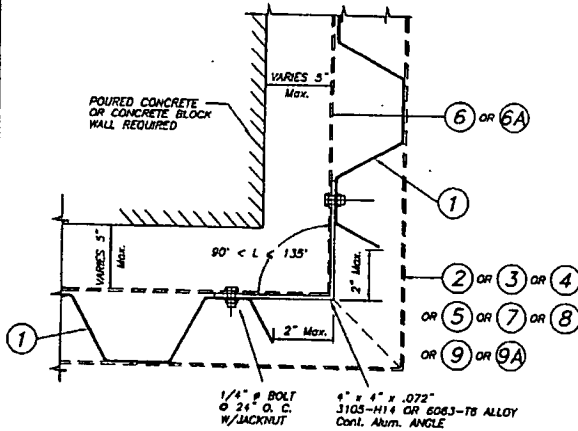 POURED CONCRETE
OR CONCRETE BLOCK
WALL REQUIRED
VARIES 5"
Max.
6 OR 6A
1
VARIES 5"
Max.
90° < L < 135°
2" Max.
2 OR 3 OR 4
OR 5 OR 7 OR 8
OR 9 OR 9A
1
2" Max.
1/4" ø BOLT
@ 24" O. C.
W/JACKNUT
4" x 4" x .072"
3105-H14 OR 6063-T6 ALLOY
Cont. Alum. ANGLE